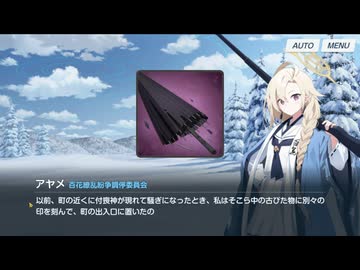 AUTO
MENU
アヤメ 百花繚乱紛争調停委員会
以前、町の近くに付喪神が現れて騒ぎになったとき、私はそこら中の古びた物に別々の
印を刻んで、町の出入口に置いたの